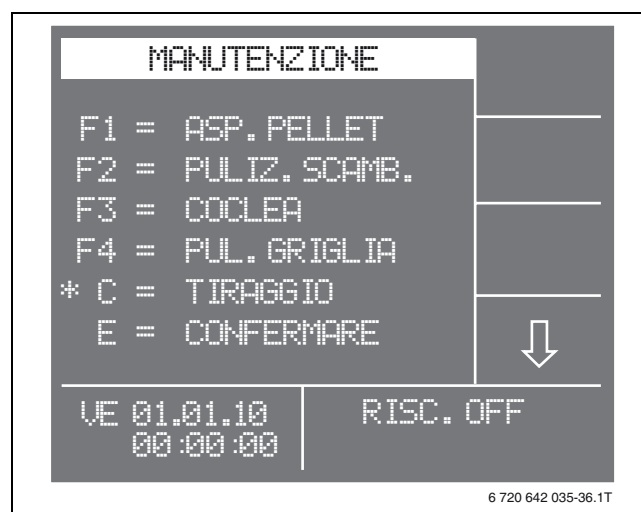 MANUTENZIONE
F1 = ASP. PELLET
F2 = PULIZ. SCAMB.
F3 = COCLEA
F4 = PUL. GRIGLIA
* C = TIRAGGIO
E = CONFERMARE
VE 01.01.10
00:00:00
RISC. OFF
6 720 642 035-36.1T